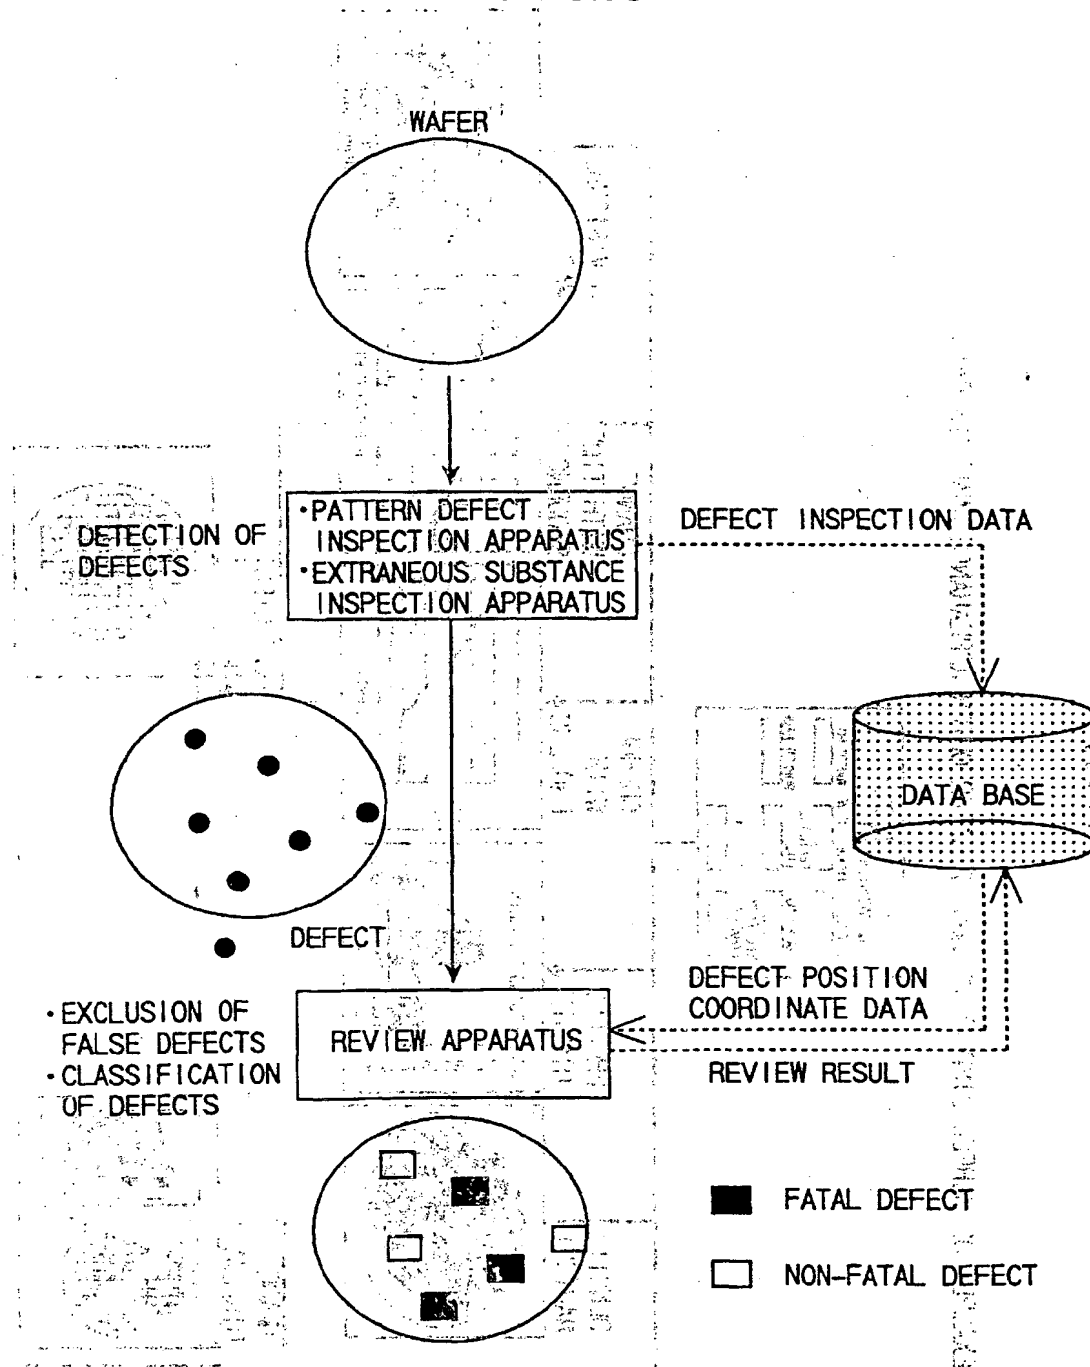 WAFER
DETECTION OF
DEFECTS
・PATTERN DEFECT
INSPECTION APPARATUS
・EXTRANEOUS SUBSTANCE
INSPECTION APPARATUS
DEFECT INSPECTION DATA
DATA BASE
DEFECT
DEFECT POSITION
COORDINATE DATA
・EXCLUSION OF
FALSE DEFECTS
・CLASSIFICATION
OF DEFECTS
REVIEW APPARATUS
REVIEW RESULT
FATAL DEFECT
NON-FATAL DEFECT